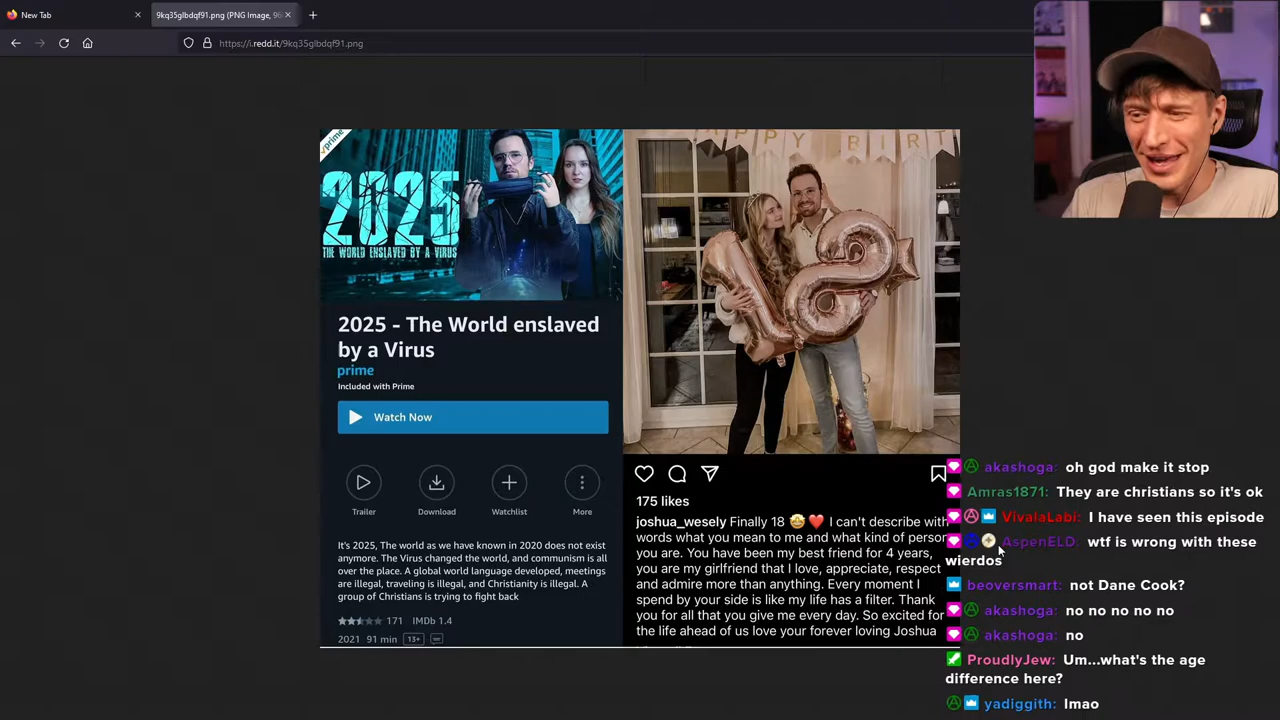 New Tab
9kq35glbdqf91.png (PNG Image, 96
https://i.redd.it/9kq35glbdqf91.png
prime
2025
THE WORLD ENSLAVED BY A VIRUS
2025 - The World enslaved
by a Virus
prime
Included with Prime
Watch Now
Trailer
Download
Watchlist
More
It's 2025, The world as we have known in 2020 does not exist
anymore. The Virus changed the world, and communism is all
over the place. A global world language developed, meetings
are illegal, traveling is illegal, and Christianity is illegal. A
group of Christians is trying to fight back
171 IMDb 1.4
2021 91 min 13+
APPY BIRT
18
175 likes
joshua_wesely Finally 18 🤩 ❤️ I can't describe with
words what you mean to me and what kind of person
you are. You have been my best friend for 4 years,
you are my girlfriend that I love, appreciate, respect
and admire more than anything. Every moment I
spend by your side is like my life has a filter. Thank
you for all that you give me every day. So excited for
the life ahead of us love your forever loving Joshua
akashoga: oh god make it stop
Amras1871: They are christians so it's ok
VivalaLabi: I have seen this episode
AspenELD: wtf is wrong with these
wierdos
beoversmart: not Dane Cook?
akashoga: no no no no no
akashoga: no
ProudlyJew: Um...what's the age
difference here?
yadiggith: lmao